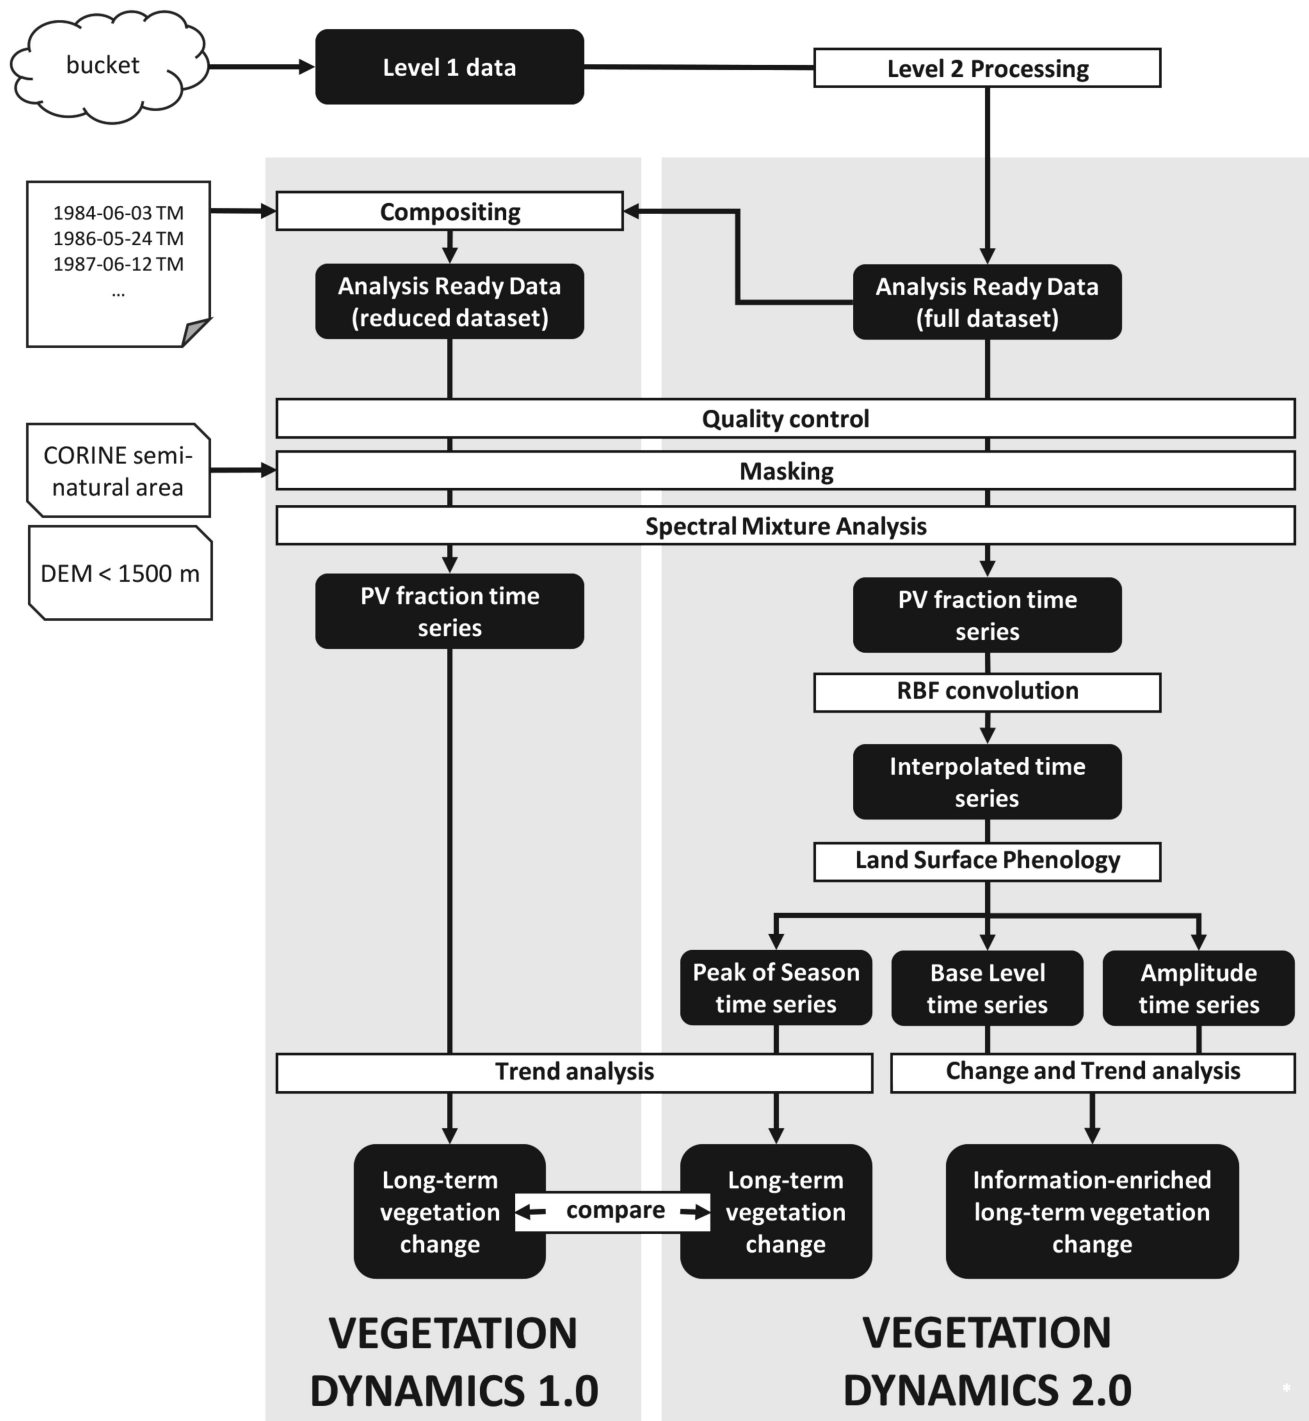 bucket
Level 1 data
Level 2 Processing
1984-06-03 TM
1986-05-24 TM
1987-06-12 TM
...
Compositing
Analysis Ready Data
(reduced dataset)
Analysis Ready Data
(full dataset)
Quality control
CORINE semi-
natural area
Masking
Spectral Mixture Analysis
DEM < 1500 m
PV fraction time
series
PV fraction time
series
RBF convolution
Interpolated time
series
Land Surface Phenology
Peak of Season
time series
Base Level
time series
Amplitude
time series
Trend analysis
Change and Trend analysis
Long-term
vegetation
change
compare
Long-term
vegetation
change
Information-enriched
long-term vegetation
change
VEGETATION
DYNAMICS 1.0
VEGETATION
DYNAMICS 2.0
*